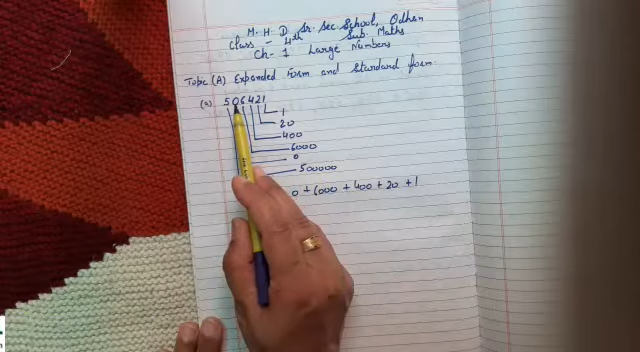 M. H. D Sr. Sec. School, Odhan
Class - 4th Sub. Maths
Ch- 1 Large Numbers
Topic (A) Expanded form and Standard form.
(a) 506421
1
20
400
6000
0
500000
0 + 6000 + 400 + 20 + 1